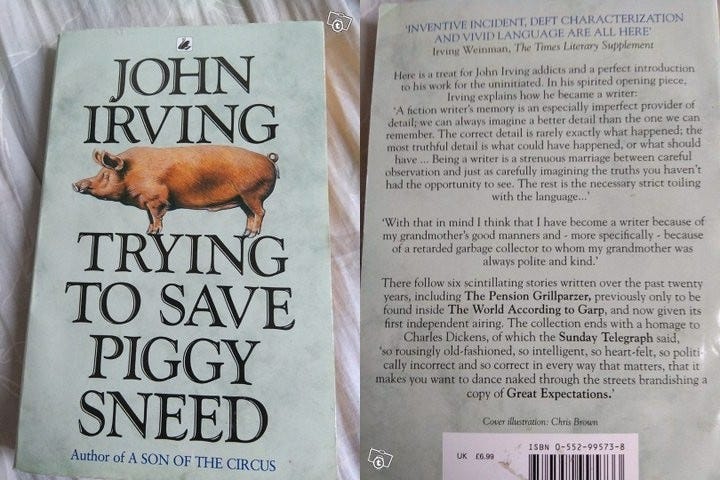 JOHN
IRVING
TRYING
TO SAVE
PIGGY
SNEED
Author of A SON OF THE CIRCUS
'INVENTIVE INCIDENT, DEFT CHARACTERIZATION
AND VIVID LANGUAGE ARE ALL HERE'
Irving Weinman, The Times Literary Supplement
Here is a treat for John Irving addicts and a perfect introduction
to his work for the uninitiated. In his spirited opening piece,
Irving explains how he became a writer:
'A fiction writer's memory is an especially imperfect provider of
detail; we can always imagine a better detail than the one we can
remember. The correct detail is rarely exactly what happened; the
most truthful detail is what could have happened, or what should
have ... Being a writer is a strenuous marriage between careful
observation and just as carefully imagining the truths you haven't
had the opportunity to see. The rest is the necessary strict toiling
with the language...'
'With that in mind I think that I have become a writer because of
my grandmother's good manners and - more specifically - because
of a retarded garbage collector to whom my grandmother was
always polite and kind.'
There follow six scintillating stories written over the past twenty
years, including The Pension Grillparzer, previously only to be
found inside The World According to Garp, and now given its
first independent airing. The collection ends with a homage to
Charles Dickens, of which the Sunday Telegraph said,
'so rousingly old-fashioned, so intelligent, so heart-felt, so politi-
cally incorrect and so correct in every way that matters, that it
makes you want to dance naked through the streets brandishing a
copy of Great Expectations.'
Cover illustration: Chris Brown
UK £6.99
ISBN 0-552-99573-8